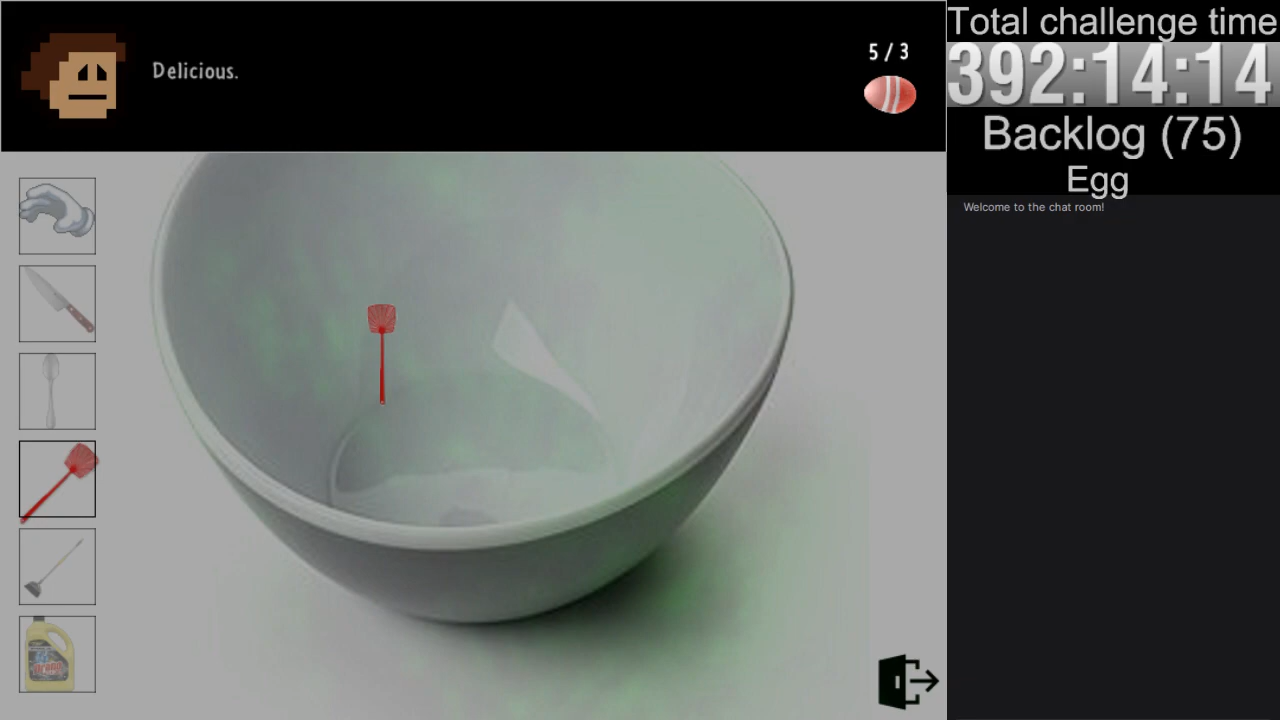 Delicious.
5 / 3
Total challenge time
392:14:14
Backlog (75)
Egg
Welcome to the chat room!